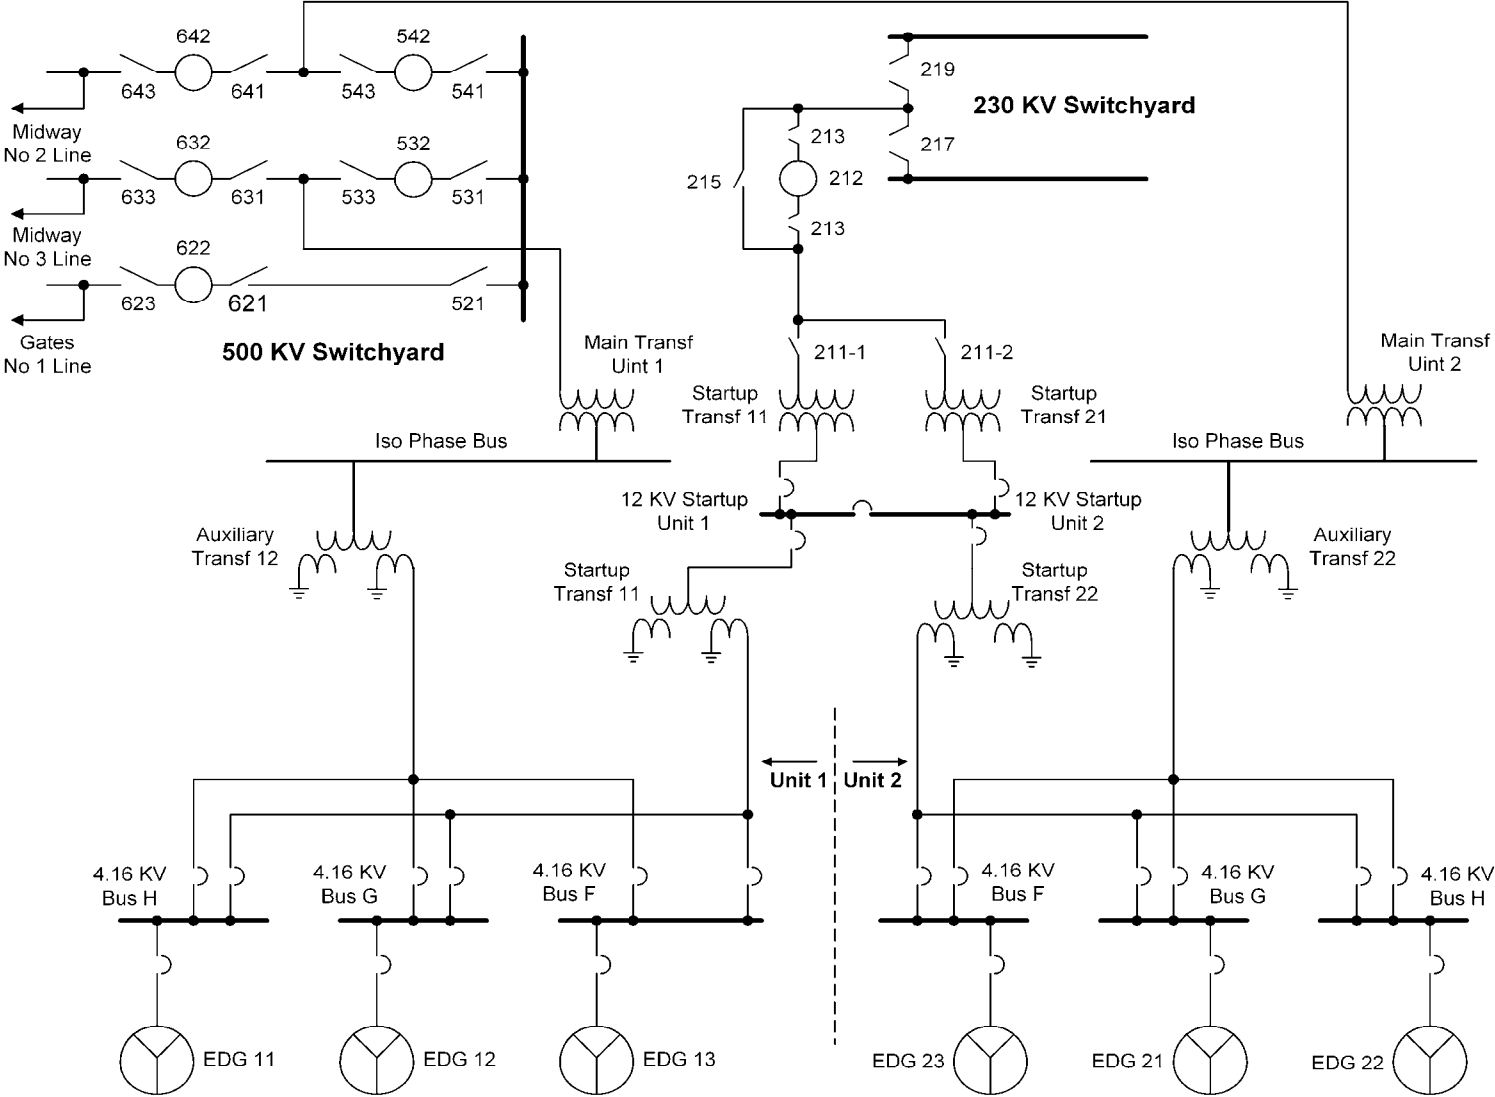 642
542
643
641
543
541
219
230 KV Switchyard
Midway
No 2 Line
632
532
213
217
215
212
633
631
533
531
213
Midway
No 3 Line
622
623
621
521
Gates
No 1 Line
500 KV Switchyard
Main Transf
Uint 1
211-1
211-2
Main Transf
Uint 2
Startup
Transf 11
Startup
Transf 21
Iso Phase Bus
Iso Phase Bus
12 KV Startup
Unit 1
12 KV Startup
Unit 2
Auxiliary
Transf 12
Auxiliary
Transf 22
Startup
Transf 11
Startup
Transf 22
Unit 1
Unit 2
4.16 KV
Bus H
4.16 KV
Bus G
4.16 KV
Bus F
4.16 KV
Bus F
4.16 KV
Bus G
4.16 KV
Bus H
EDG 11
EDG 12
EDG 13
EDG 23
EDG 21
EDG 22